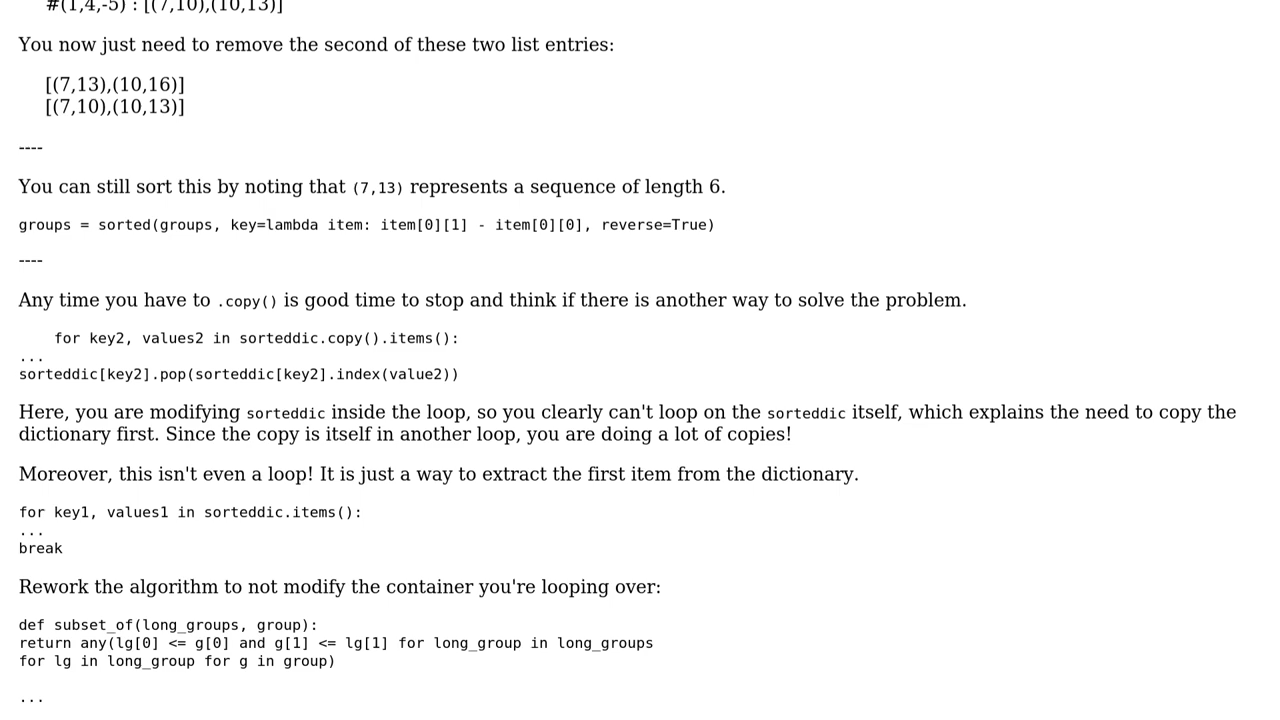 #(1,4,-5) : [(7,10),(10,13)]
You now just need to remove the second of these two list entries:
[(7,13),(10,16)]
[(7,10),(10,13)]
----
You can still sort this by noting that (7,13) represents a sequence of length 6.
groups = sorted(groups, key=lambda item: item[0][1] - item[0][0], reverse=True)
----
Any time you have to .copy() is good time to stop and think if there is another way to solve the problem.
for key2, values2 in sorteddic.copy().items():
...
sorteddic[key2].pop(sorteddic[key2].index(value2))
Here, you are modifying sorteddic inside the loop, so you clearly can't loop on the sorteddic itself, which explains the need to copy the
dictionary first. Since the copy is itself in another loop, you are doing a lot of copies!
Moreover, this isn't even a loop! It is just a way to extract the first item from the dictionary.
for key1, values1 in sorteddic.items():
...
break
Rework the algorithm to not modify the container you're looping over:
def subset_of(long_groups, group):
return any(lg[0] <= g[0] and g[1] <= lg[1] for long_group in long_groups
for lg in long_group for g in group)
...